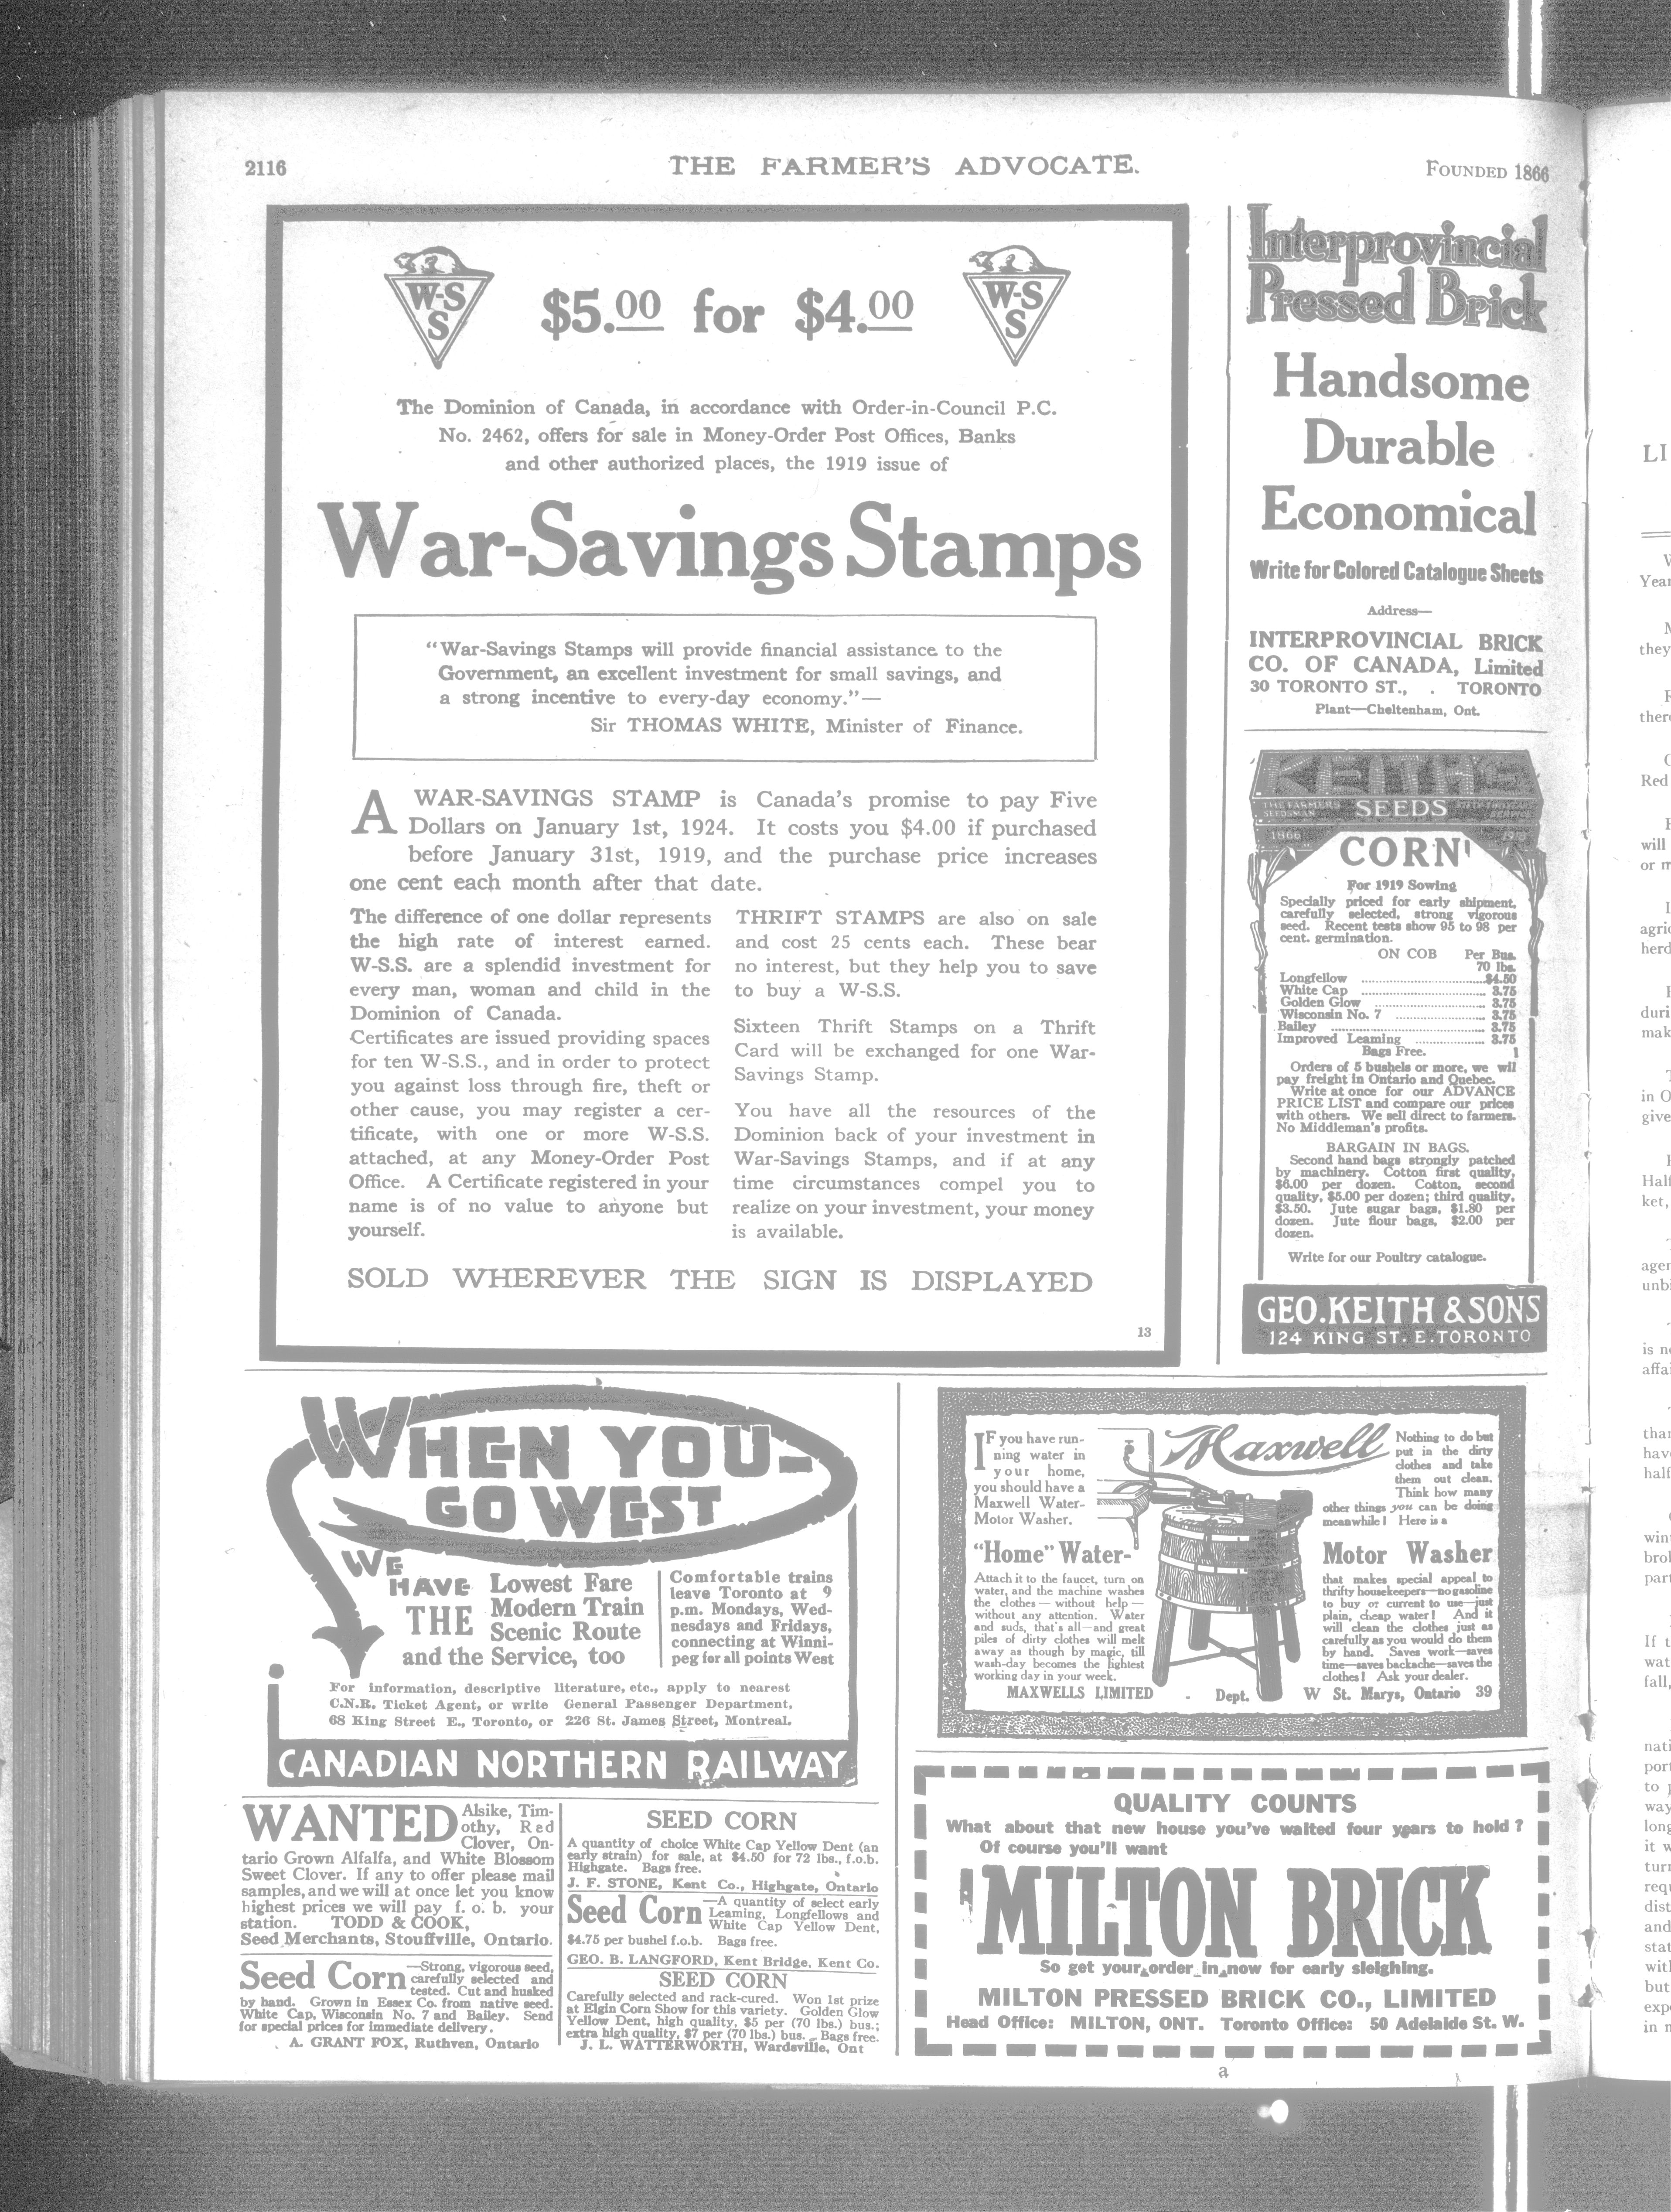 2116
THE FARMER'S ADVOCATE.
FOUNDED 1866
W-S
S
$5.00 for $4.00
W-S
S
The Dominion of Canada, in accordance with Order-in-Council P.C.
No. 2462, offers for sale in Money-Order Post Offices, Banks
and other authorized places, the 1919 issue of
War-Savings Stamps
"War-Savings Stamps will provide financial assistance to the
Government, an excellent investment for small savings, and
a strong incentive to every-day economy."—
Sir THOMAS WHITE, Minister of Finance.
A WAR-SAVINGS STAMP is Canada's promise to pay Five
Dollars on January 1st, 1924. It costs you $4.00 if purchased
before January 31st, 1919, and the purchase price increases
one cent each month after that date.
The difference of one dollar represents
the high rate of interest earned.
W-S.S. are a splendid investment for
every man, woman and child in the
Dominion of Canada.
Certificates are issued providing spaces
for ten W-S.S., and in order to protect
you against loss through fire, theft or
other cause, you may register a cer-
tificate, with one or more W-S.S.
attached, at any Money-Order Post
Office. A Certificate registered in your
name is of no value to anyone but
yourself.
THRIFT STAMPS are also on sale
and cost 25 cents each. These bear
no interest, but they help you to save
to buy a W-S.S.
Sixteen Thrift Stamps on a Thrift
Card will be exchanged for one War-
Savings Stamp.
You have all the resources of the
Dominion back of your investment in
War-Savings Stamps, and if at any
time circumstances compel you to
realize on your investment, your money
is available.
SOLD WHEREVER THE SIGN IS DISPLAYED
13
Interprovincial
Pressed Brick
Handsome
Durable
Economical
Write for Colored Catalogue Sheets
Address—
INTERPROVINCIAL BRICK
CO. OF CANADA, Limited
30 TORONTO ST., . TORONTO
Plant—Cheltenham, Ont.
KEITH'S
THE FARMERS SEEDSMAN SEEDS FIFTY-TWO YEARS SERVICE
1866 1918
CORN
For 1919 Sowing
Specially priced for early shipment,
carefully selected, strong vigorous
seed. Recent tests show 95 to 98 per
cent. germination.
ON COB Per Bus.
70 lbs.
Longfellow ........ $4.50
White Cap ........ 3.75
Golden Glow ........ 3.75
Wisconsin No. 7 ........ 3.75
Bailey ........ 3.75
Improved Leaming ........ 3.75
Bags Free.
Orders of 5 bushels or more, we wil
pay freight in Ontario and Quebec.
Write at once for our ADVANCE
PRICE LIST and compare our prices
with others. We sell direct to farmers.
No Middleman's profits.
BARGAIN IN BAGS.
Second hand bags strongly patched
by machinery. Cotton first quality,
$6.00 per dozen. Cotton, second
quality, $5.00 per dozen; third quality,
$3.50. Jute sugar bags, $1.80 per
dozen. Jute flour bags, $2.00 per
dozen.
Write for our Poultry catalogue.
GEO. KEITH & SONS
124 KING ST. E. TORONTO
WHEN YOU
GO WEST
WE
HAVE
THE
Lowest Fare
Modern Train
Scenic Route
and the Service, too
Comfortable trains
leave Toronto at 9
p.m. Mondays, Wed-
nesdays and Fridays,
connecting at Winni-
peg for all points West
For information, descriptive literature, etc., apply to nearest
C.N.R. Ticket Agent, or write General Passenger Department,
68 King Street E., Toronto, or 226 St. James Street, Montreal.
CANADIAN NORTHERN RAILWAY
IF you have run-
ning water in
your home,
you should have a
Maxwell Water-
Motor Washer.
Maxwell
Nothing to do but
put in the dirty
clothes and take
them out clean.
Think how many
other things you can be doing
meanwhile! Here is a
"Home" Water-
Motor Washer
Attach it to the faucet, turn on
water, and the machine washes
the clothes—without help—
without any attention. Water
and suds, that's all—and great
piles of dirty clothes will melt
away as though by magic, till
wash-day becomes the lightest
working day in your week.
that makes special appeal to
thrifty housekeepers—no gasoline
to buy or current to use—just
plain, cheap water! And it
will clean the clothes just as
carefully as you would do them
by hand. Saves work—saves
time—saves backache—saves the
clothes! Ask your dealer.
MAXWELLS LIMITED - Dept. W St. Marys, Ontario 39
WANTED Alsike, Tim-
othy, Red
Clover, On-
tario Grown Alfalfa, and White Blossom
Sweet Clover. If any to offer please mail
samples, and we will at once let you know
highest prices we will pay f. o. b. your
station. TODD & COOK,
Seed Merchants, Stouffville, Ontario.
Seed Corn—Strong, vigorous seed,
carefully selected and
tested. Cut and husked
by hand. Grown in Essex Co. from native seed.
White Cap, Wisconsin No. 7 and Bailey. Send
for special prices for immediate delivery.
A. GRANT FOX, Ruthven, Ontario
SEED CORN
A quantity of choice White Cap Yellow Dent (an
early strain) for sale, at $4.50 for 72 lbs., f.o.b.
Highgate. Bags free.
J. F. STONE, Kent Co., Highgate, Ontario
Seed Corn—A quantity of select early
Leaming, Longfellows and
White Cap Yellow Dent,
$4.75 per bushel f.o.b. Bags free.
GEO. B. LANGFORD, Kent Bridge, Kent Co.
SEED CORN
Carefully selected and rack-cured. Won 1st prize
at Elgin Corn Show for this variety. Golden Glow
Yellow Dent, high quality, $5 per (70 lbs.) bus.;
extra high quality, $7 per (70 lbs.) bus. Bags free.
J. L. WATTERWORTH, Wardsville, Ont
QUALITY COUNTS
What about that new house you've waited four years to hold?
Of course you'll want
MILTON BRICK
So get your order in now for early sleighing.
MILTON PRESSED BRICK CO., LIMITED
Head Office: MILTON, ONT. Toronto Office: 50 Adelaide St. W.
a